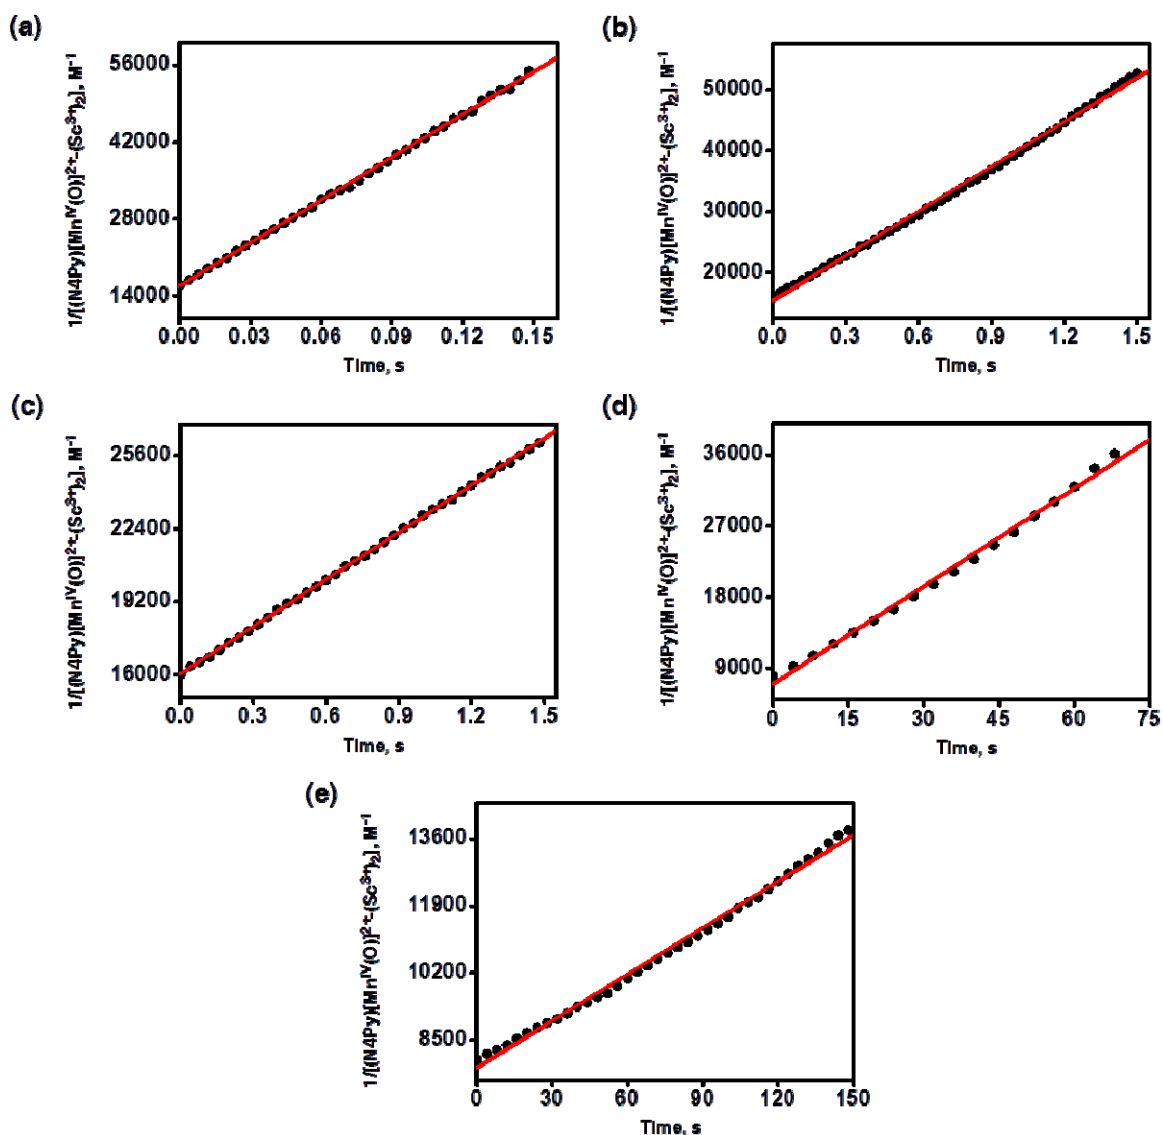 (a)
1/[(N4Py)[Mn^IV(O)]^2+-(Sc^3+)_2], M^-1
56000
42000
28000
14000
0.00 0.03 0.06 0.09 0.12 0.15
Time, s
(b)
1/[(N4Py)[Mn^IV(O)]^2+-(Sc^3+)_2], M^-1
50000
40000
30000
20000
0.0 0.3 0.6 0.9 1.2 1.5
Time, s
(c)
1/[(N4Py)[Mn^IV(O)]^2+-(Sc^3+)_2], M^-1
25600
22400
19200
16000
0.0 0.3 0.6 0.9 1.2 1.5
Time, s
(d)
1/[(N4Py)[Mn^IV(O)]^2+-(Sc^3+)_2], M^-1
36000
27000
18000
9000
0 15 30 45 60 75
Time, s
(e)
1/[(N4Py)[Mn^IV(O)]^2+-(Sc^3+)_2], M^-1
13600
11900
10200
8500
0 30 60 90 120 150
Time, s